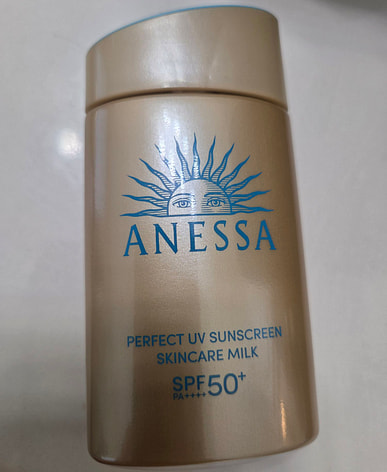 ANESSA
PERFECT UV SUNSCREEN
SKINCARE MILK
SPF50+
PA++++